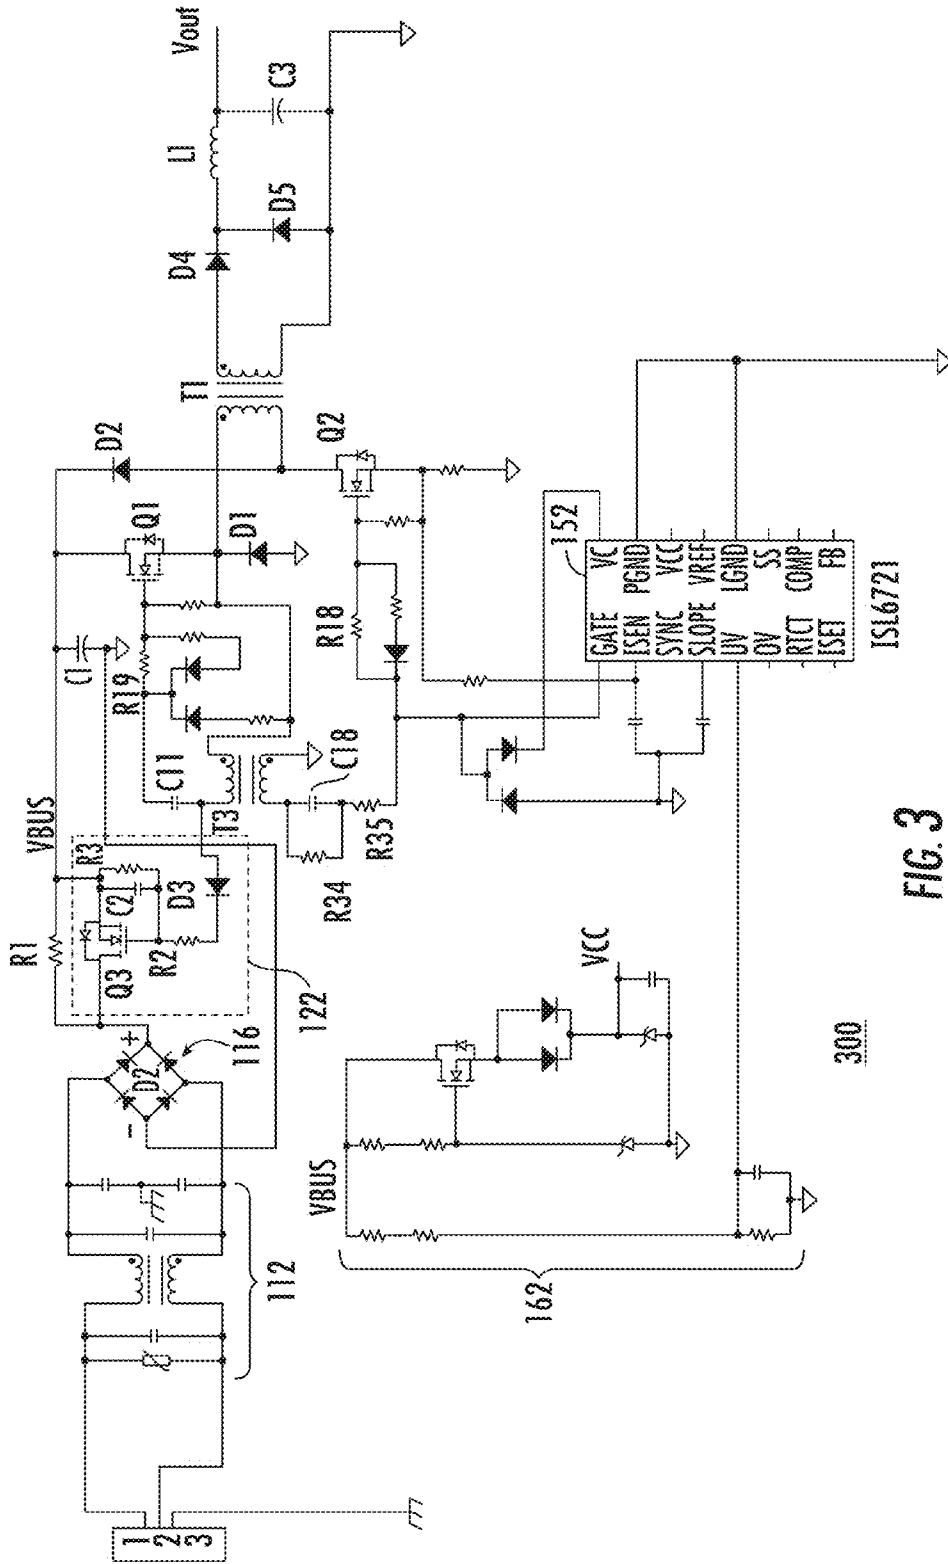 1
2
3
112
D2
+
-
116
R1
Q3
C2
R3
R2
D3
122
VBUS
C1
R19
C11
T3
C18
R34
R35
Q1
D1
D2
R18
Q2
T1
D4
D5
L1
C3
Vout
VBUS
162
VCC
152
GATE
VC
ISEN
PGND
SYNC
VCC
SLOPE
VREF
UV
LGND
OV
SS
RTCT
COMP
ISET
FB
ISL6721
300
FIG. 3